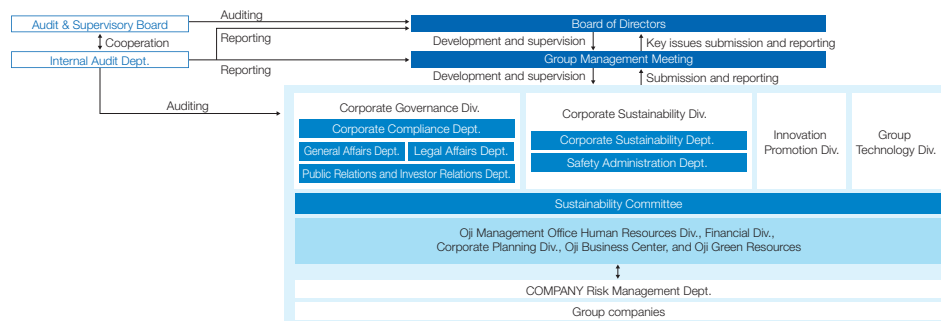 Audit & Supervisory Board
Auditing
Board of Directors
Cooperation
Reporting
Development and supervision
Key issues submission and reporting
Internal Audit Dept.
Reporting
Group Management Meeting
Development and supervision
Submission and reporting
Auditing
Corporate Governance Div.
Corporate Compliance Dept.
General Affairs Dept.
Legal Affairs Dept.
Public Relations and Investor Relations Dept.
Corporate Sustainability Div.
Corporate Sustainability Dept.
Safety Administration Dept.
Innovation
Promotion Div.
Group
Technology Div.
Sustainability Committee
Oji Management Office Human Resources Div., Financial Div.,
Corporate Planning Div., Oji Business Center, and Oji Green Resources
COMPANY Risk Management Dept.
Group companies